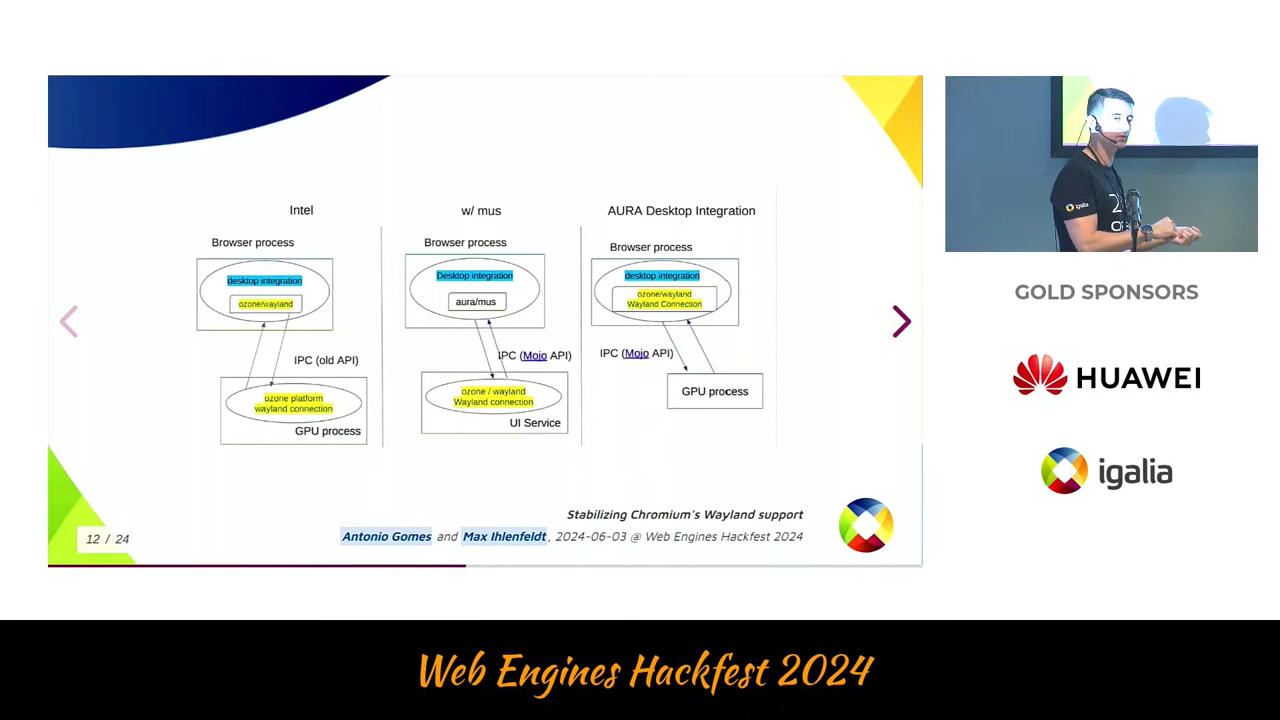 Intel
Browser process
desktop integration
ozone/wayland
IPC (old API)
ozone platform
wayland connection
GPU process
w/ mus
Browser process
Desktop integration
aura/mus
IPC (Mojo API)
ozone / wayland
Wayland connection
UI Service
AURA Desktop Integration
Browser process
desktop integration
ozone/wayland
Wayland Connection
IPC (Mojo API)
GPU process
Stabilizing Chromium's Wayland support
12 / 24
Antonio Gomes and Max Ihlenfeldt, 2024-06-03 @ Web Engines Hackfest 2024
igalia
GOLD SPONSORS
HUAWEI
igalia
Web Engines Hackfest 2024